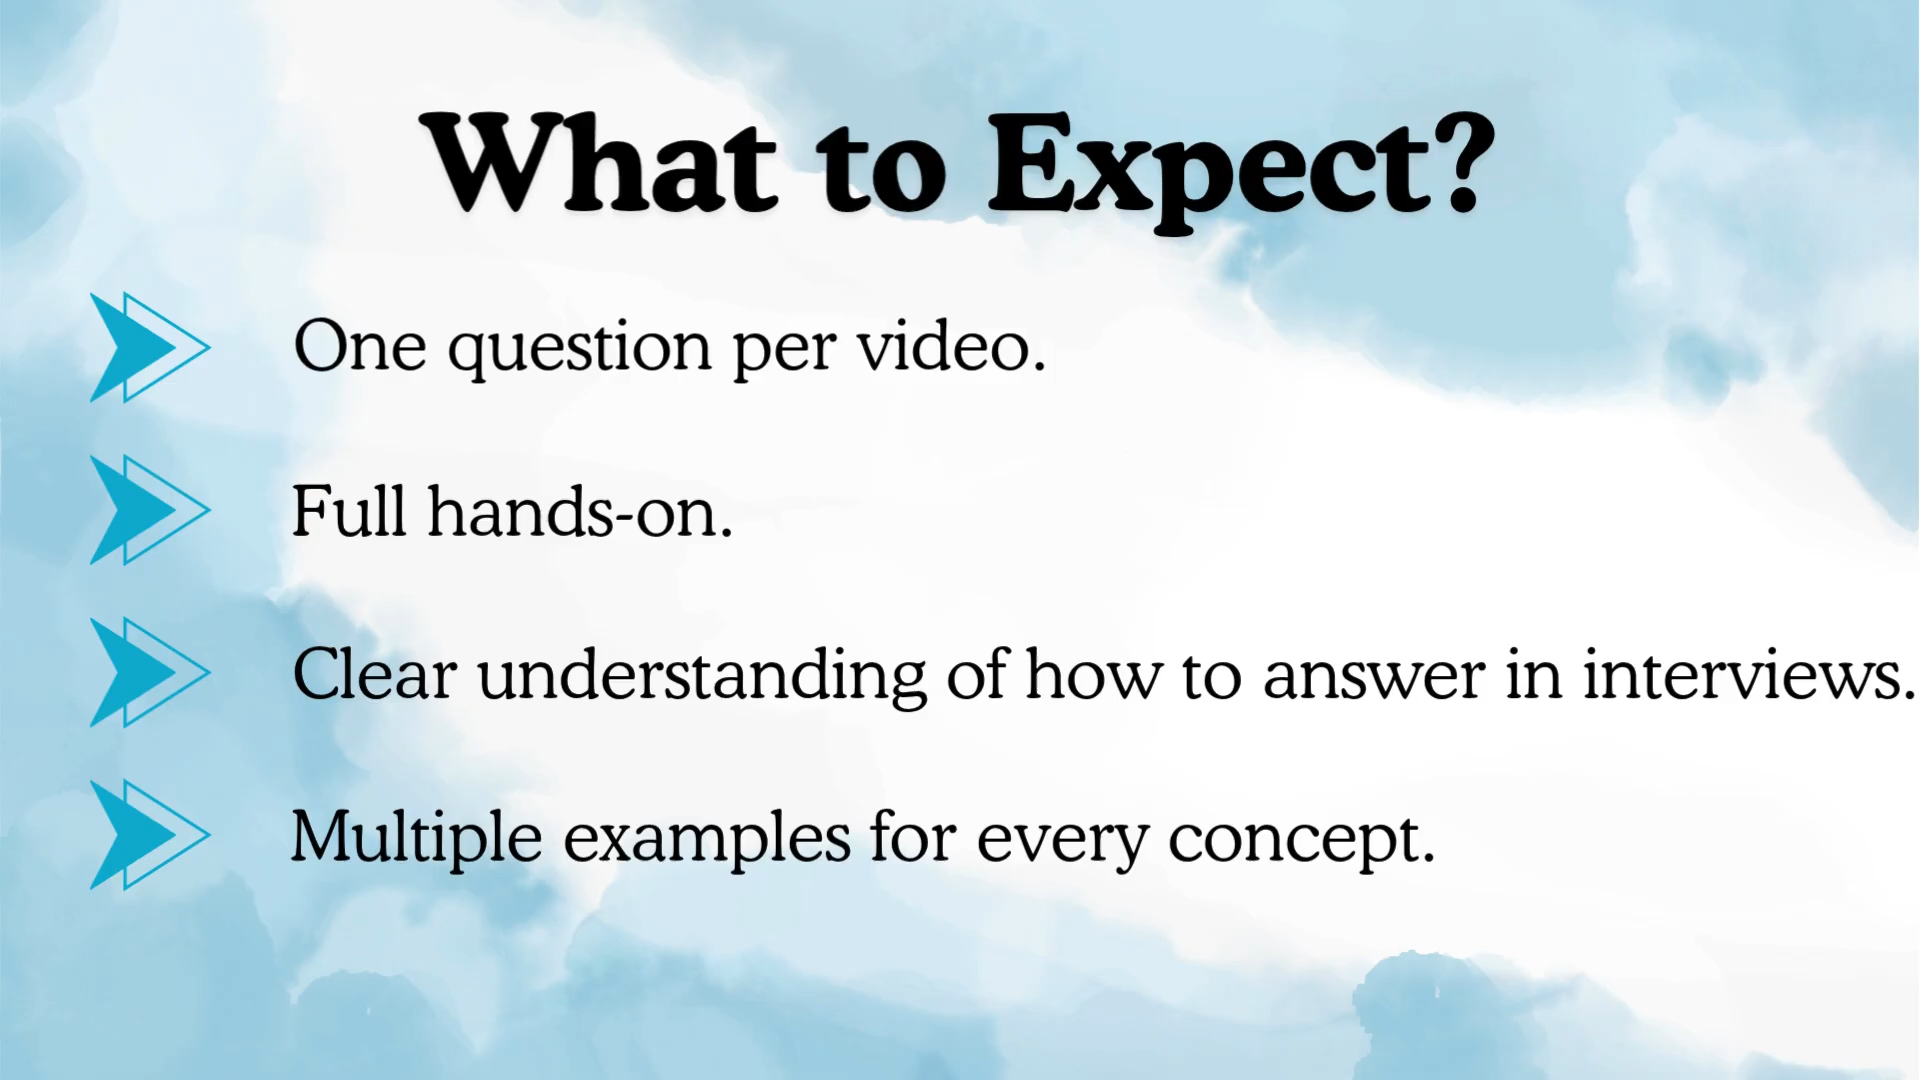 What to Expect?
One question per video.
Full hands-on.
Clear understanding of how to answer in interviews.
Multiple examples for every concept.